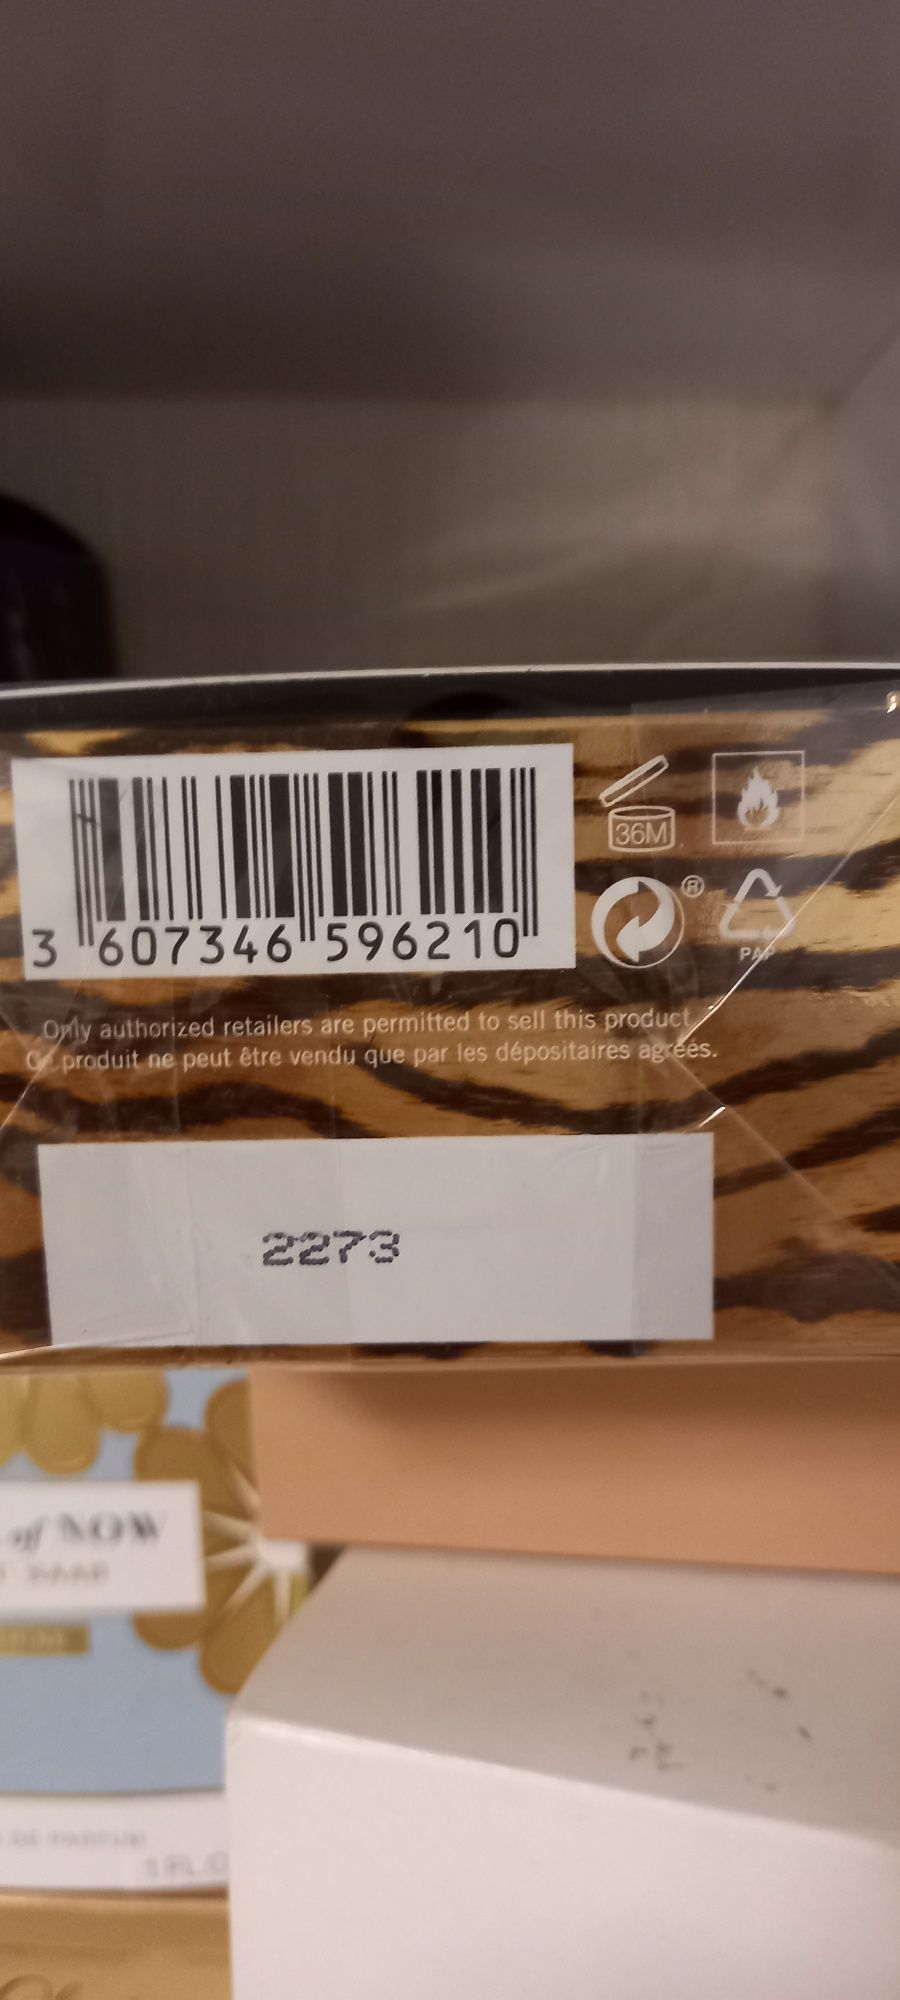 36M
®
PAP
3 607346 596210
Only authorized retailers are permitted to sell this product
Ce produit ne peut être vendu que par les dépositaires agréés.
2273
of NOW
DE PARFUM
FL.O